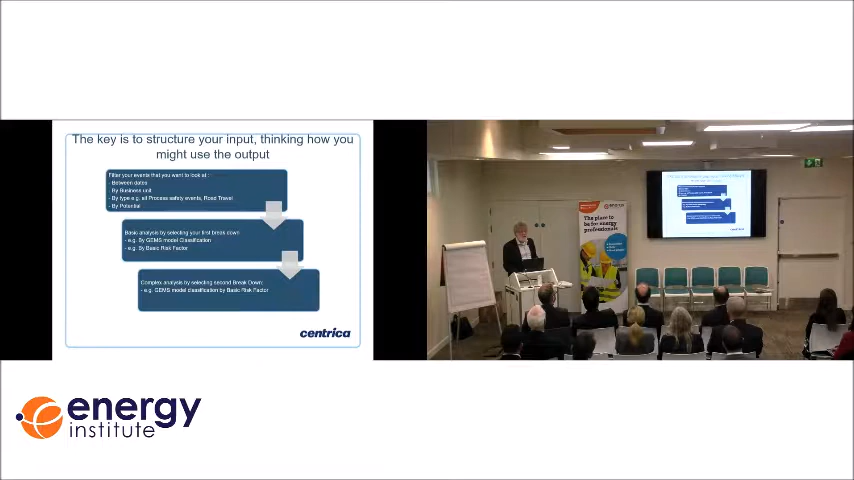 The key is to structure your input, thinking how you
might use the output
Filter your events that you want to look at :
- Between dates
- By Business unit
- By type e.g. all Process safety events, Road Travel
- By Potential
Basic analysis by selecting your first break down
- e.g. By GEMS model Classification
- e.g. By Basic Risk Factor
Complex analysis by selecting second Break Down:
- e.g. GEMS model classification by Basic Risk Factor
centrica
energy
The place to
be for energy
professionals
energy
institute